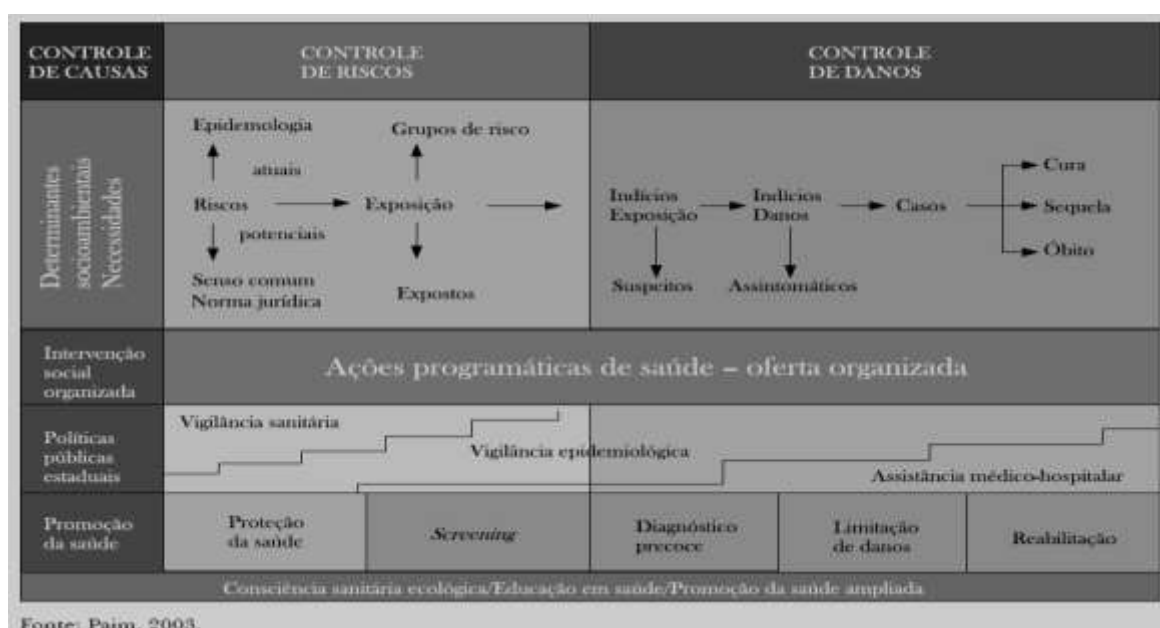 CONTROLE
DE CAUSAS
CONTROLE
DE RISCOS
CONTROLE
DE DANOS
Determinantes
socioambientais
Necessidades
Epidemologia
Grupos de risco
atuais
Riscos
Exposição
potenciais
Senso comum
Norma jurídica
Expostos
Indícios
Exposição
Indícios
Danos
Casos
Cura
Sequela
Óbito
Suspeitos
Assintomáticos
Intervenção
social
organizada
Ações programáticas de saúde – oferta organizada
Políticas
públicas
estaduais
Vigilância sanitária
Vigilância epidemiológica
Assistância médico-hospitalar
Promoção
da saúde
Proteção
da saúde
Screening
Diagnóstico
precoce
Limitação
de danos
Reabilitação
Consciência sanitária ecológica/Educação em saúde/Promoção da saúde ampliada
Fonte: Paim, 2003